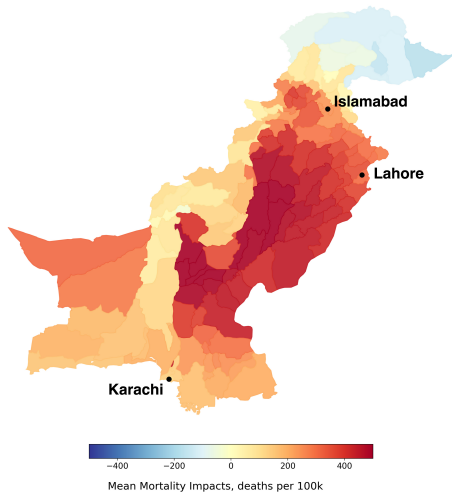 Islamabad
Lahore
Karachi
−400 −200 0 200 400
Mean Mortality Impacts, deaths per 100k